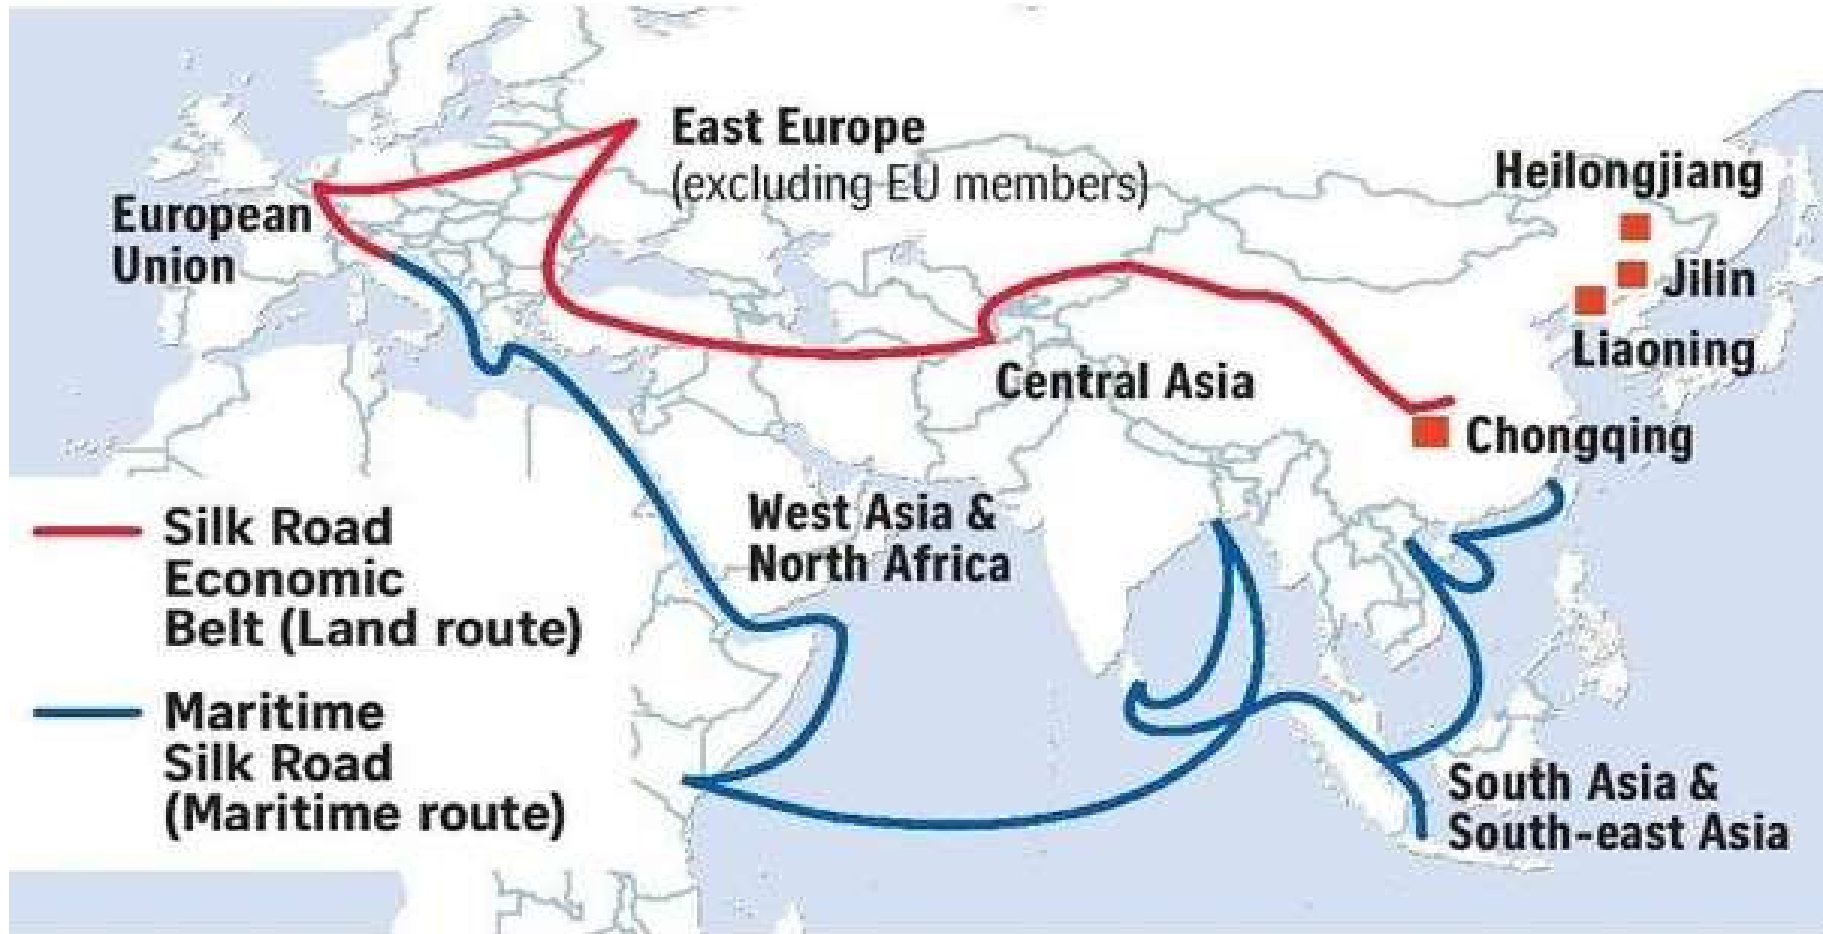 East Europe
(excluding EU members)
European
Union
Heilongjiang
Jilin
Liaoning
Central Asia
Chongqing
West Asia &
North Africa
Silk Road
Economic
Belt (Land route)
Maritime
Silk Road
(Maritime route)
South Asia &
South-east Asia